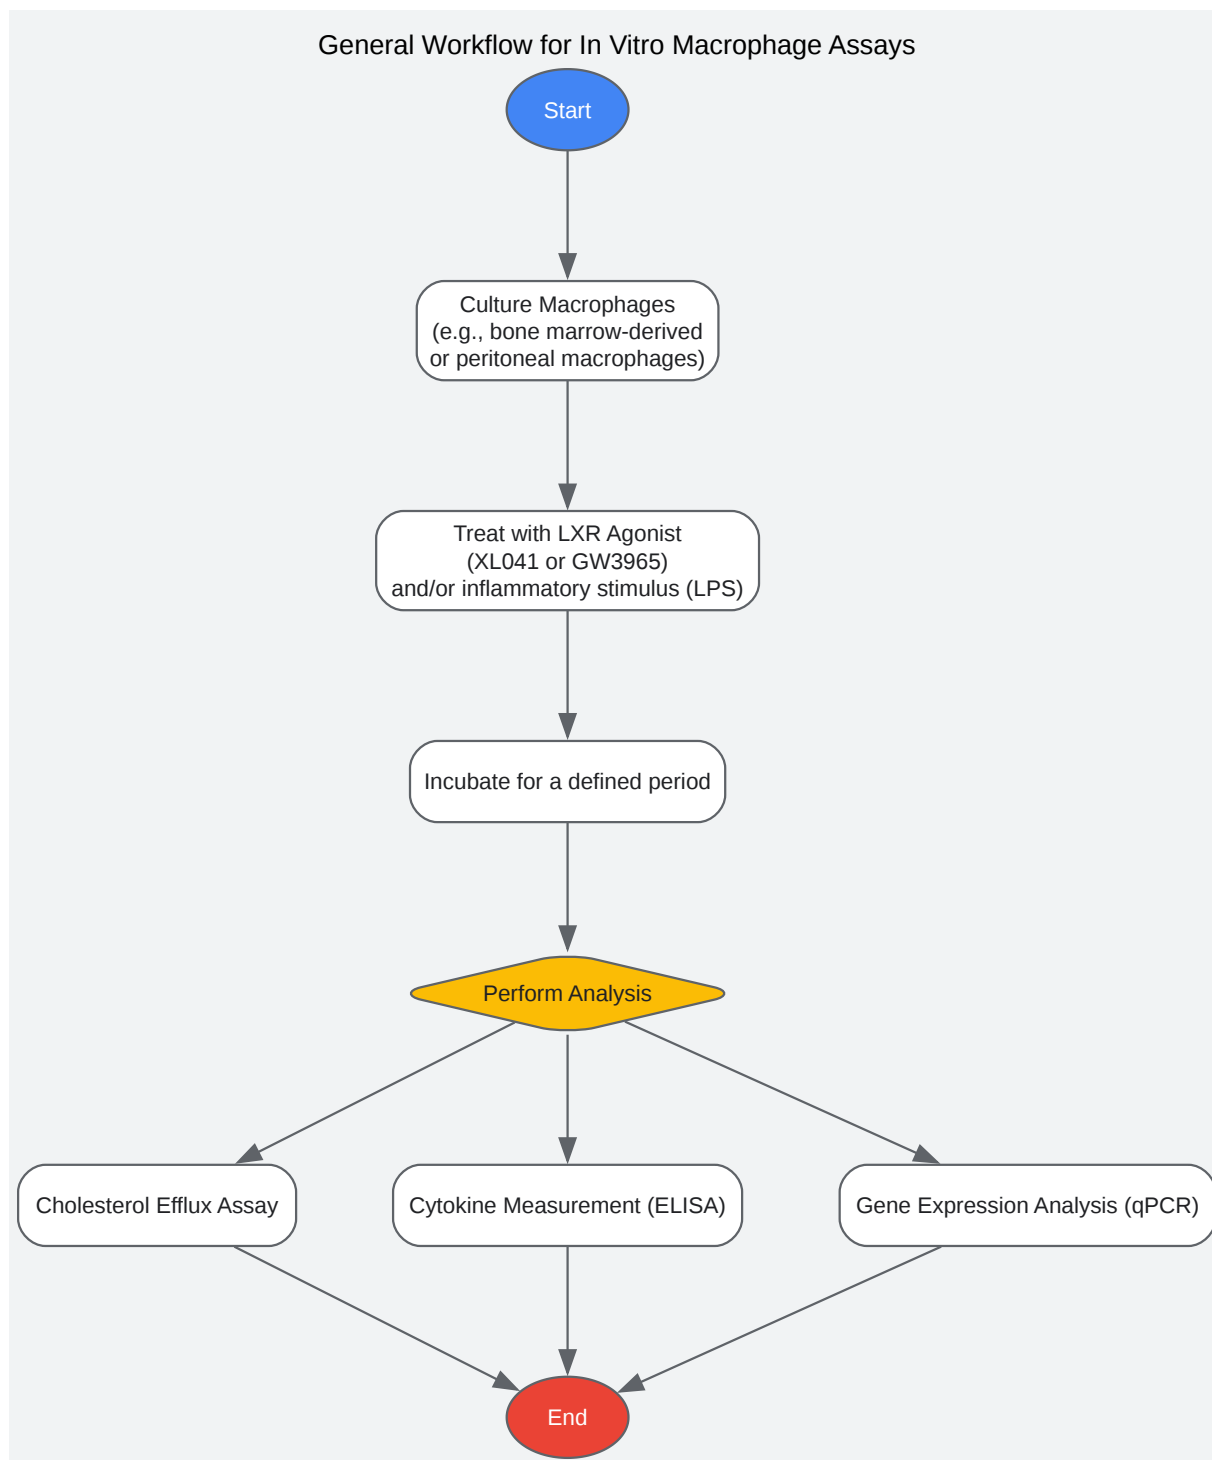 General Workflow for In Vitro Macrophage Assays
Start
Culture Macrophages
(e.g., bone marrow-derived
or peritoneal macrophages)
Treat with LXR Agonist
(XL041 or GW3965)
and/or inflammatory stimulus (LPS)
Incubate for a defined period
Perform Analysis
Cholesterol Efflux Assay
Cytokine Measurement (ELISA)
Gene Expression Analysis (qPCR)
End